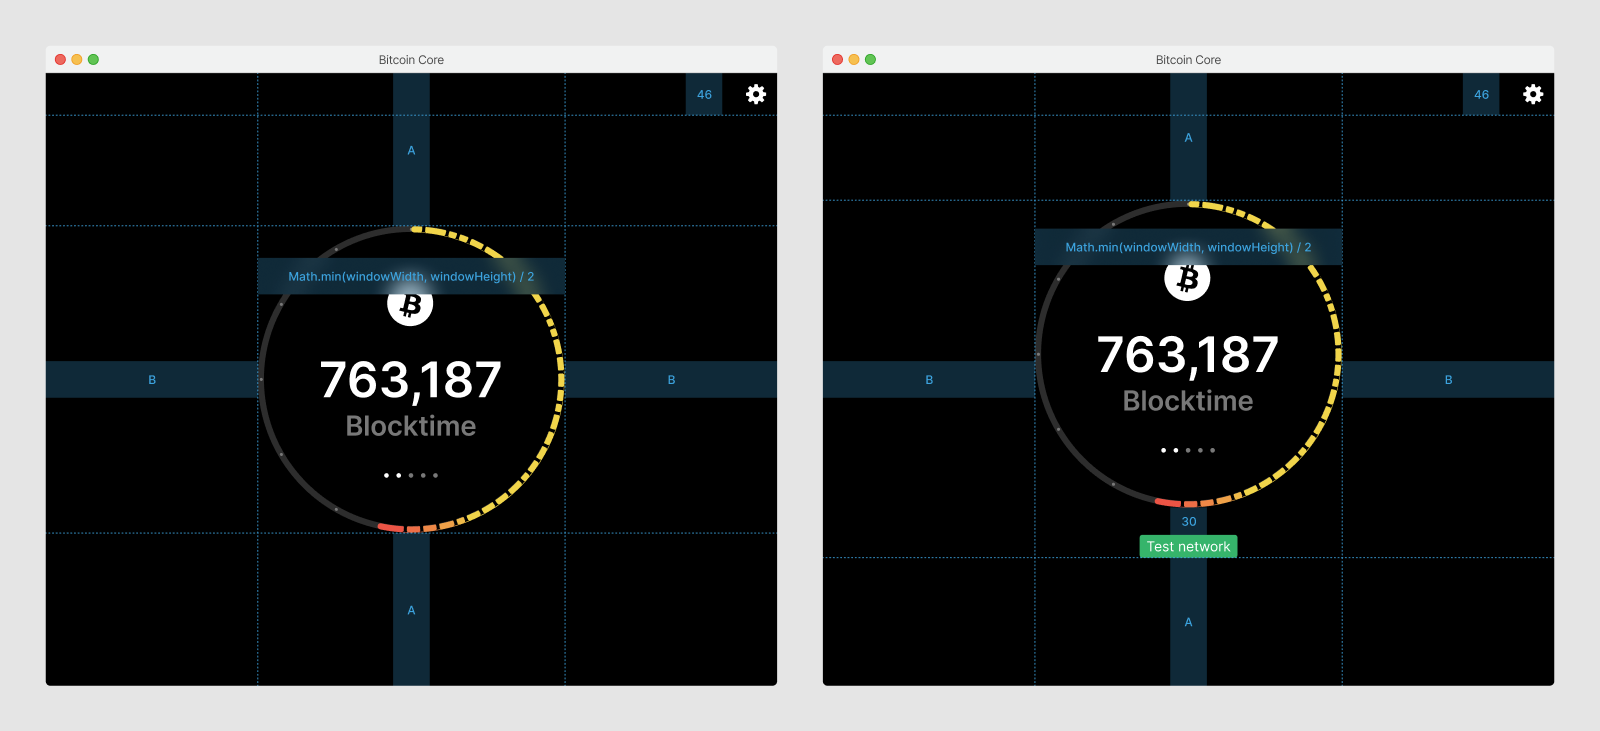 Bitcoin Core
46
A
Math.min(windowWidth, windowHeight) / 2
763,187
B
B
Blocktime
A
Bitcoin Core
46
A
Math.min(windowWidth, windowHeight) / 2
763,187
B
B
Blocktime
30
Test network
A